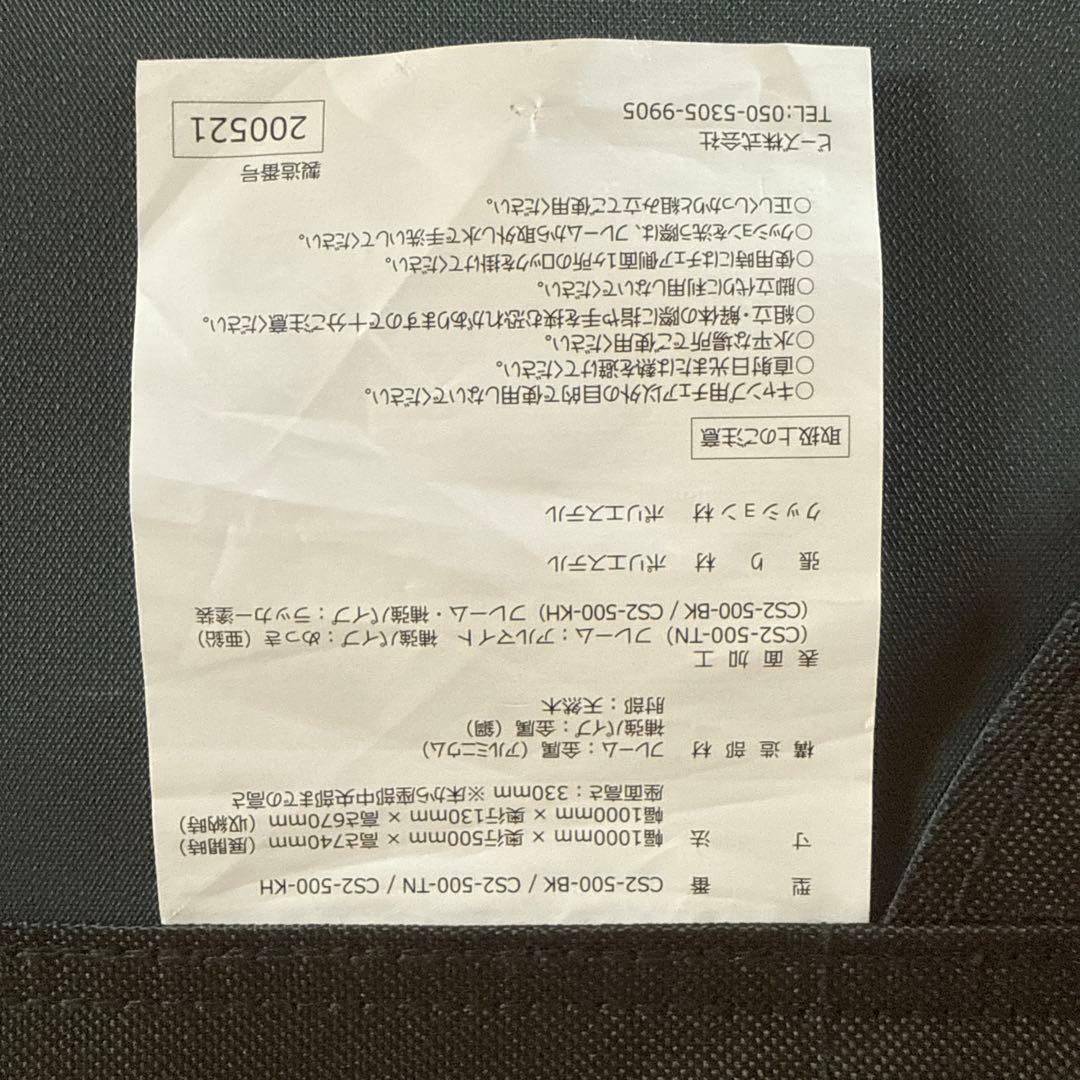 型番 CS2-500-BK / CS2-500-TN / CS2-500-KH
寸法 幅1000mm × 奥行500mm × 高さ740mm (展開時)
幅1000mm × 奥行130mm × 高さ670mm (収納時)
座面高さ:330mm ※床から座部中央部までの高さ
構造部材 フレーム:金属(アルミニウム)
補強パイプ:金属(鋼)
肘部:天然木
表面加工
(CS2-500-TN) フレーム:アルマイト 補強パイプ:めっき(亜鉛)
(CS2-500-BK / CS2-500-KH) フレーム・補強パイプ:ラッカー塗装
張り材 ポリエステル
クッション材 ポリエステル
取扱上のご注意
○キャンプ用チェア以外の目的で使用しないでください。
○直射日光または熱を避けてください。
○水平な場所でご使用ください。
○組立・解体の際に指や手を挟む恐れがありますので十分ご注意ください。
○脚立代りに利用しないでください。
○使用時にはチェア側面1ヶ所のロックを掛けてください。
○クッションを洗う際は、フレームから取外し水で手洗いしてください。
○正しくしっかりと組み立てご使用ください。
製造番号
ビーズ株式会社
TEL:050-5305-9905
200521